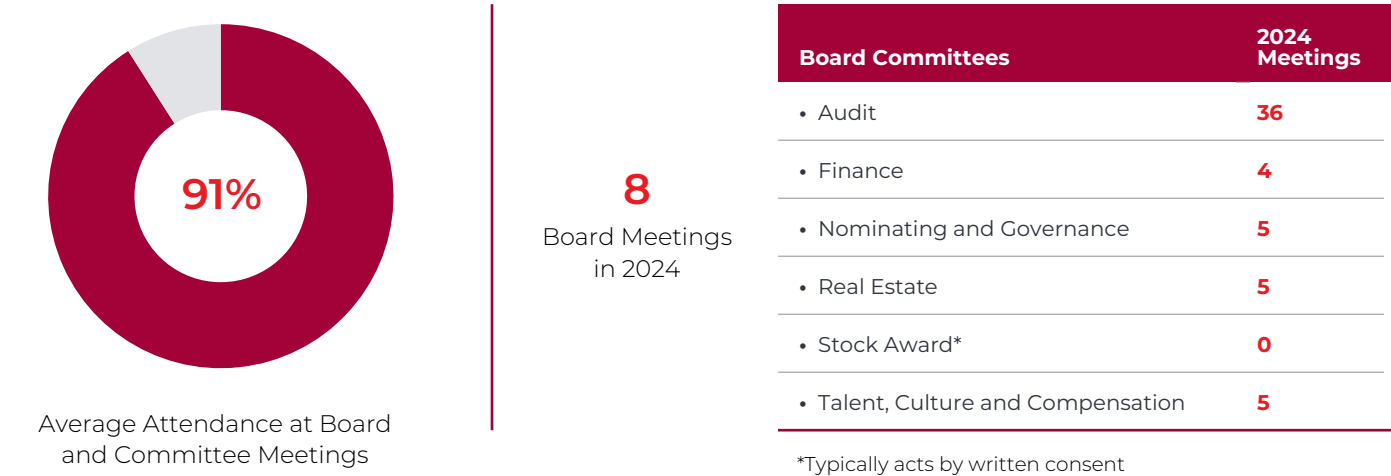 91%
Average Attendance at Board
and Committee Meetings
8
Board Meetings
in 2024
Board Committees 2024 Meetings
• Audit 36
• Finance 4
• Nominating and Governance 5
• Real Estate 5
• Stock Award* 0
• Talent, Culture and Compensation 5
*Typically acts by written consent